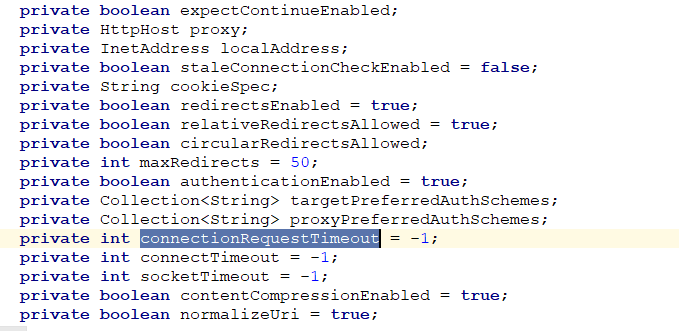 private boolean expectContinueEnabled;
private HttpHost proxy;
private InetAddress localAddress;
private boolean staleConnectionCheckEnabled = false;
private String cookieSpec;
private boolean redirectsEnabled = true;
private boolean relativeRedirectsAllowed = true;
private boolean circularRedirectsAllowed;
private int maxRedirects = 50;
private boolean authenticationEnabled = true;
private Collection<String> targetPreferredAuthSchemes;
private Collection<String> proxyPreferredAuthSchemes;
private int connectionRequestTimeout = -1;
private int connectTimeout = -1;
private int socketTimeout = -1;
private boolean contentCompressionEnabled = true;
private boolean normalizeUri = true;